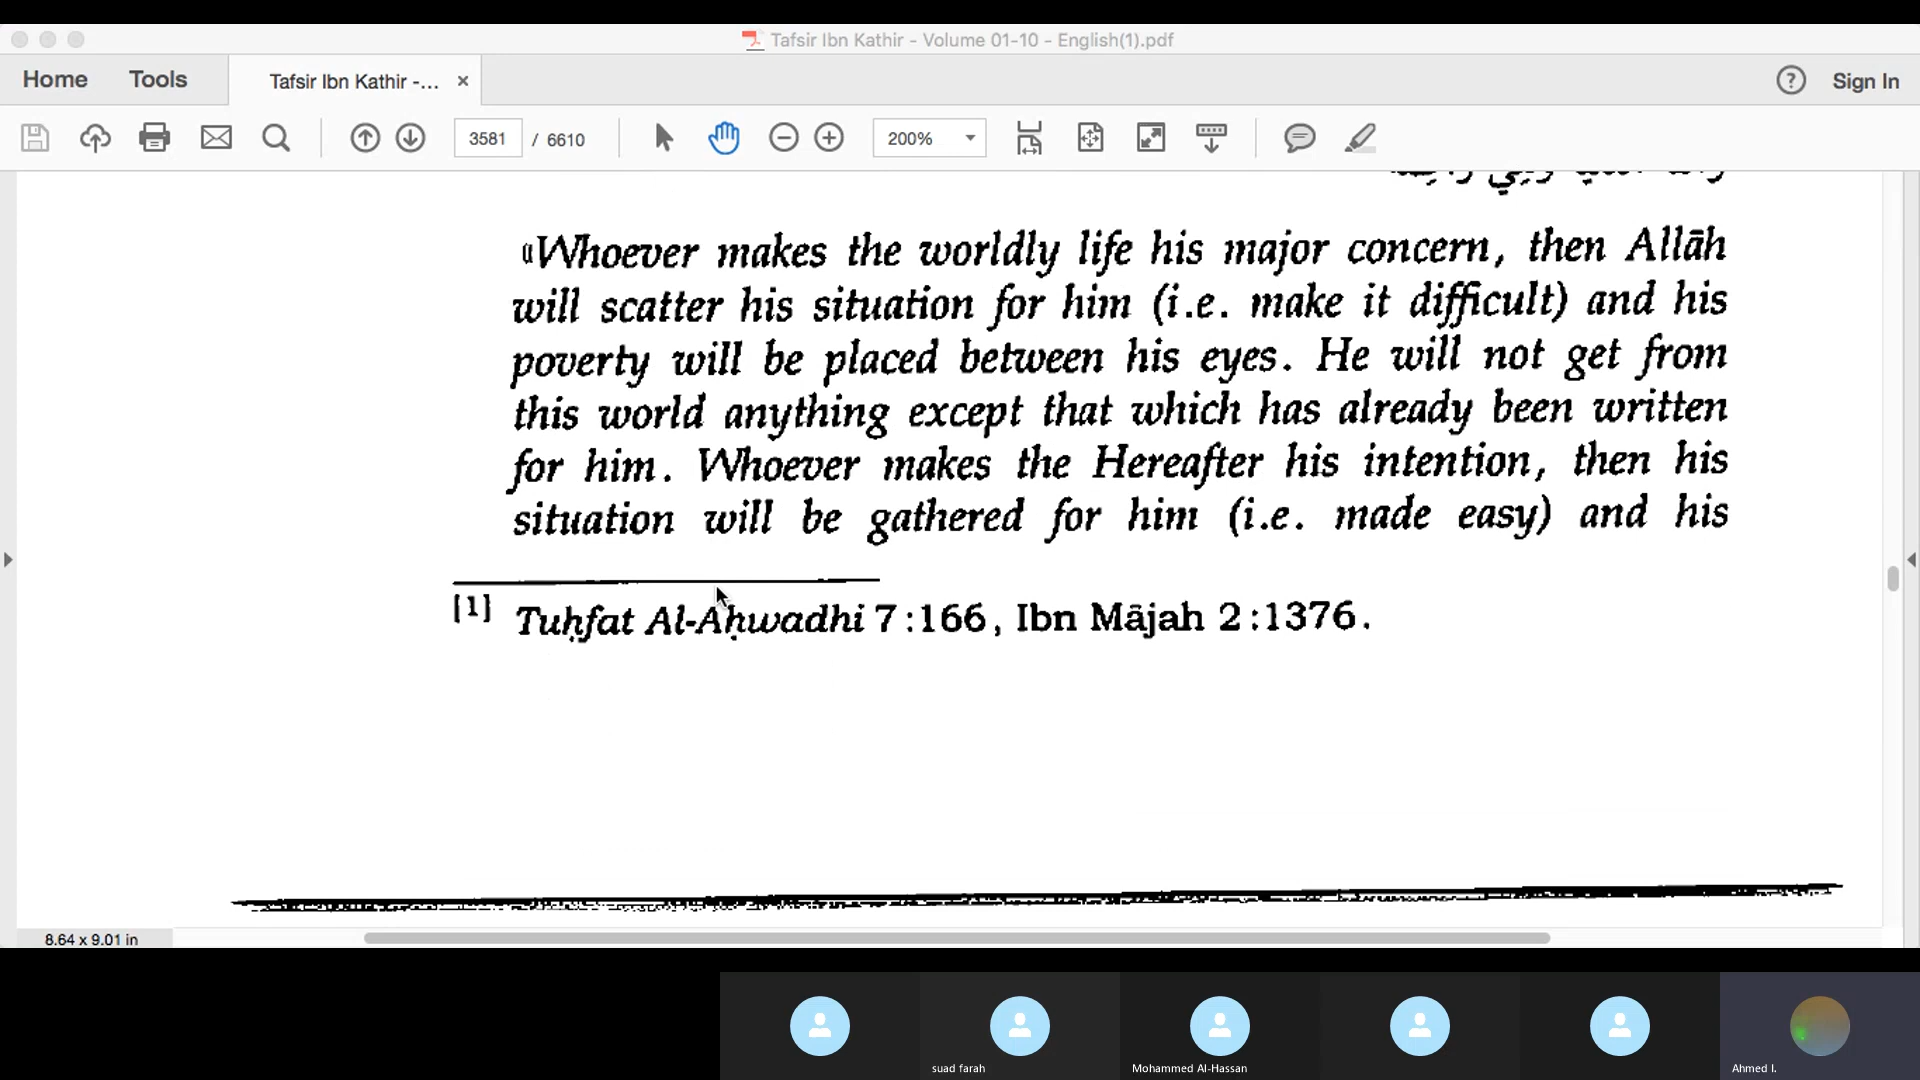 Tafsir Ibn Kathir - Volume 01-10 - English(1).pdf
Home Tools Tafsir Ibn Kathir -... × ? Sign In
3581 / 6610 200%
«Whoever makes the worldly life his major concern, then Allāh
will scatter his situation for him (i.e. make it difficult) and his
poverty will be placed between his eyes. He will not get from
this world anything except that which has already been written
for him. Whoever makes the Hereafter his intention, then his
situation will be gathered for him (i.e. made easy) and his
[1] Tuḥfat Al-Aḥwadhi 7:166, Ibn Mājah 2:1376.
8.64 x 9.01 in
suad farah Mohammed Al-Hassan Ahmed I.